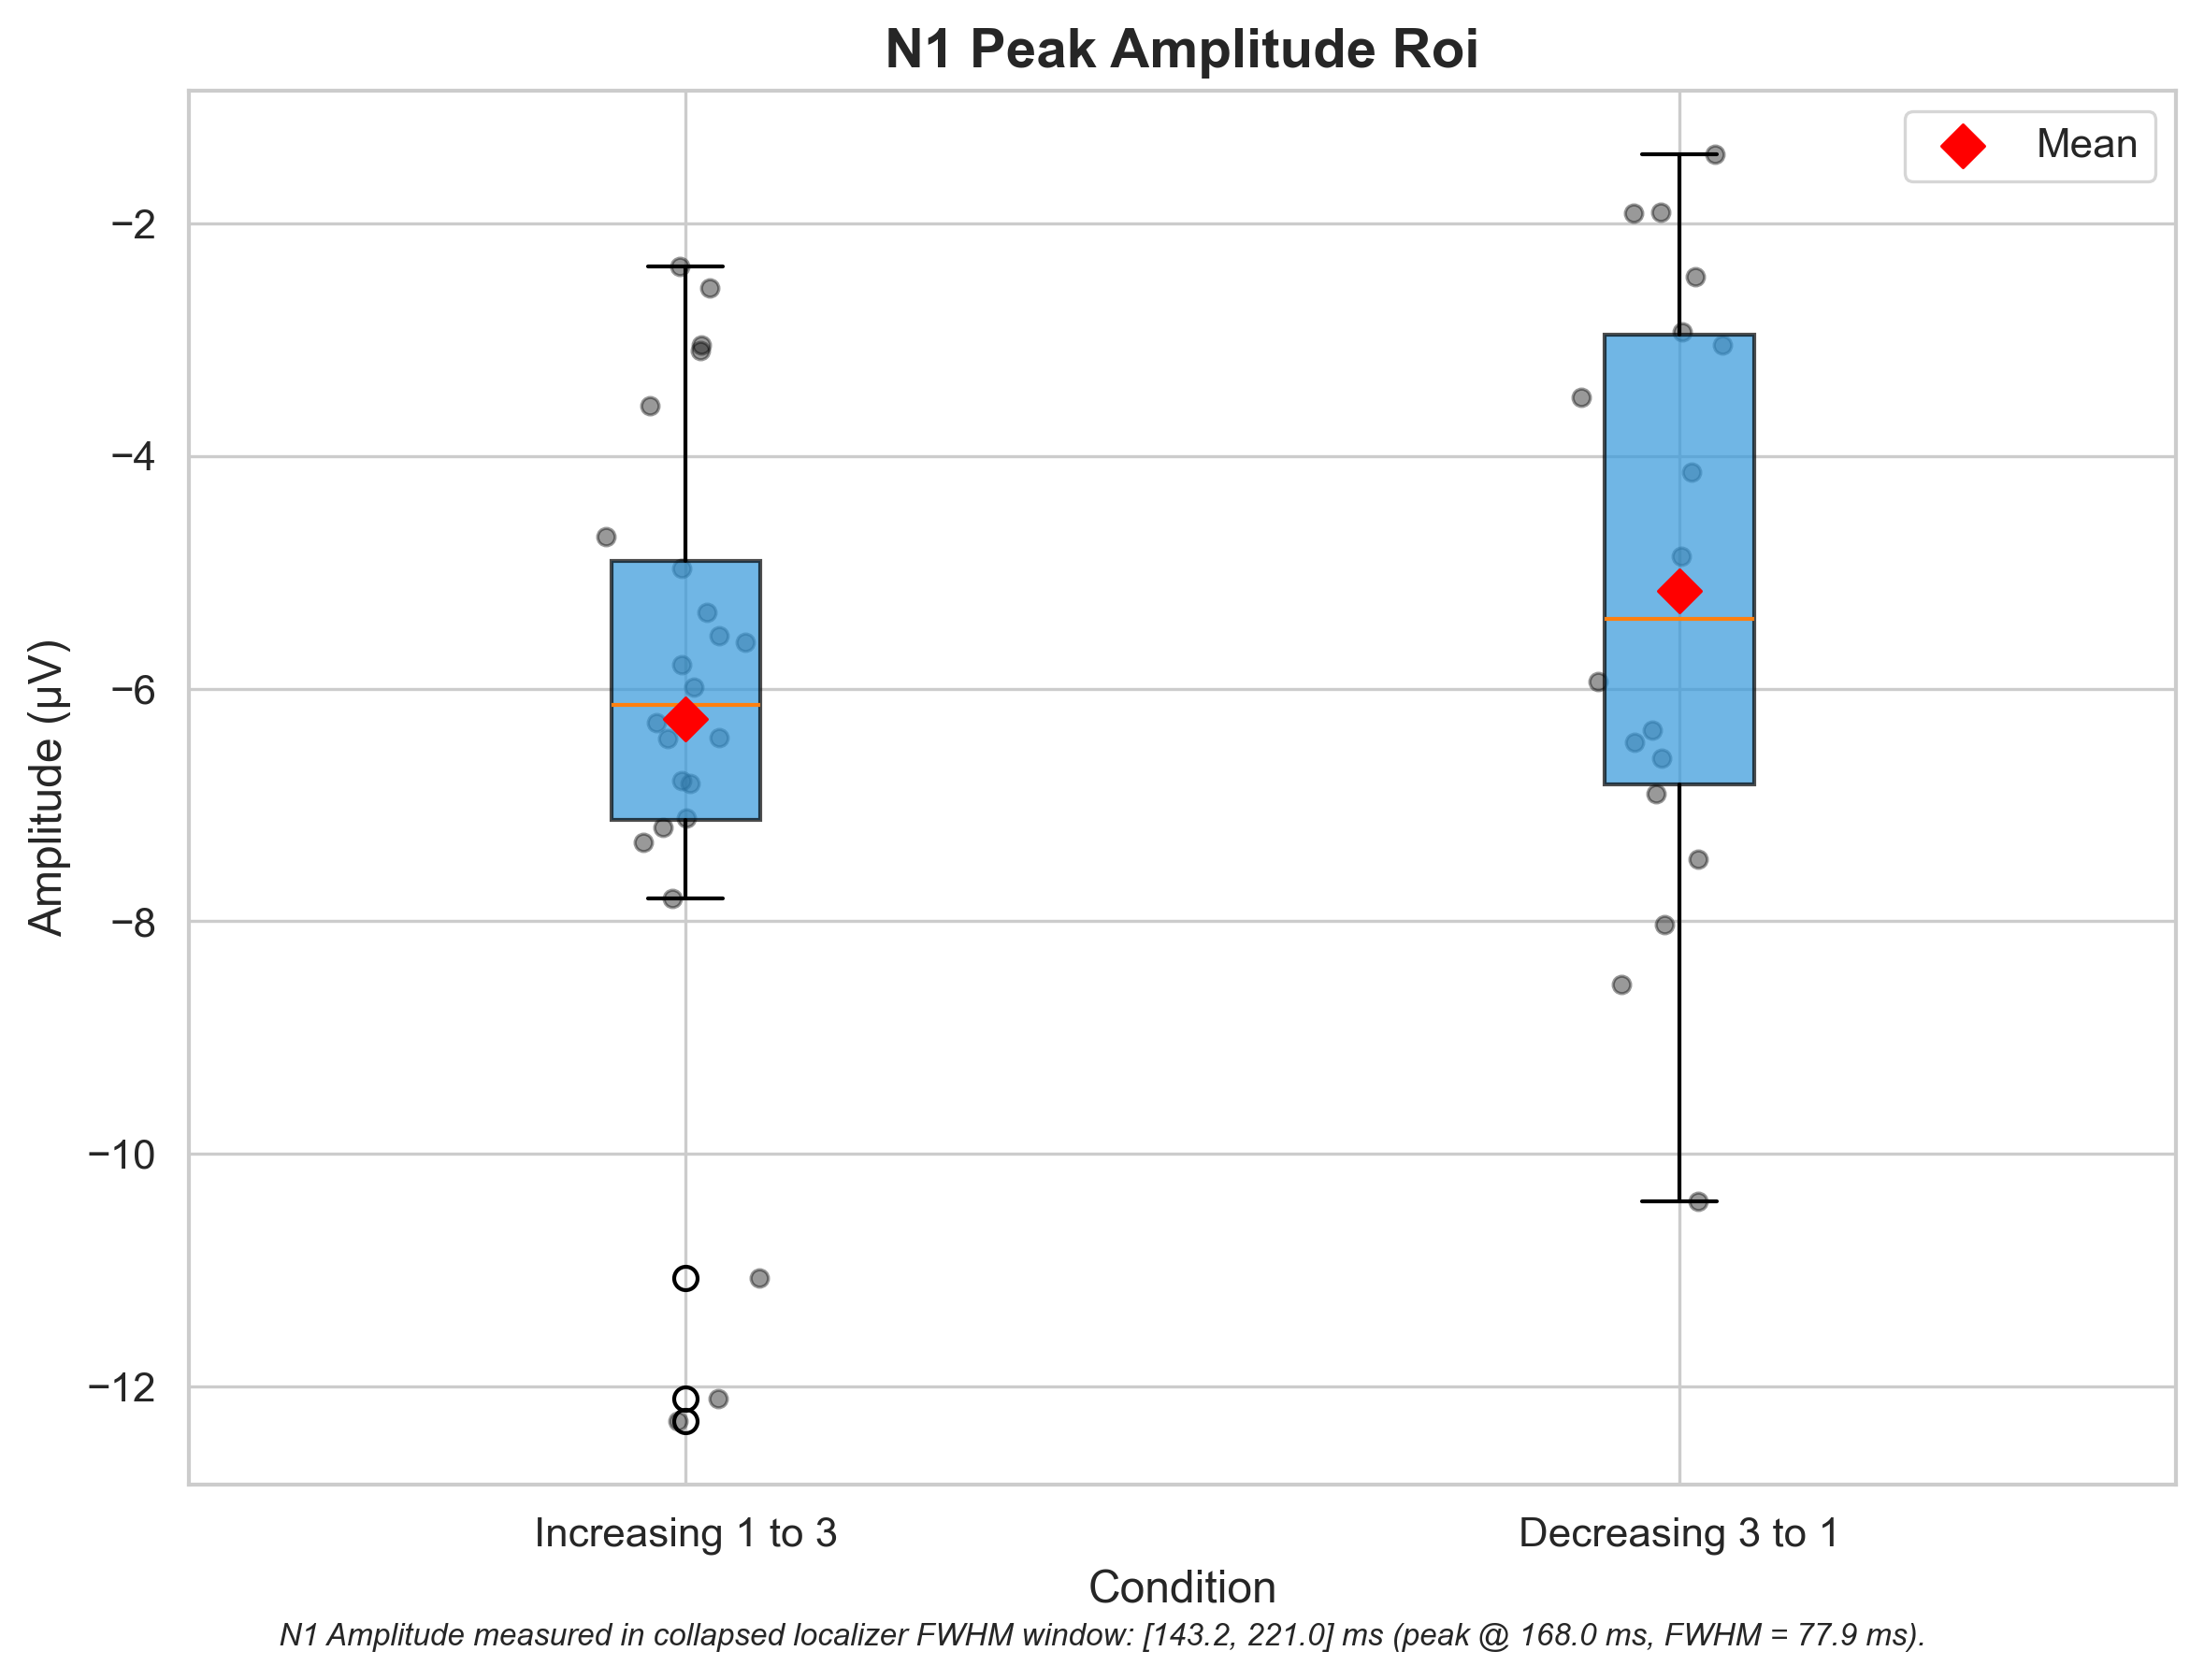 N1 Peak Amplitude Roi
Mean
−2
−4
−6
−8
−10
−12
Amplitude (µV)
Increasing 1 to 3
Decreasing 3 to 1
Condition
N1 Amplitude measured in collapsed localizer FWHM window: [143.2, 221.0] ms (peak @ 168.0 ms, FWHM = 77.9 ms).